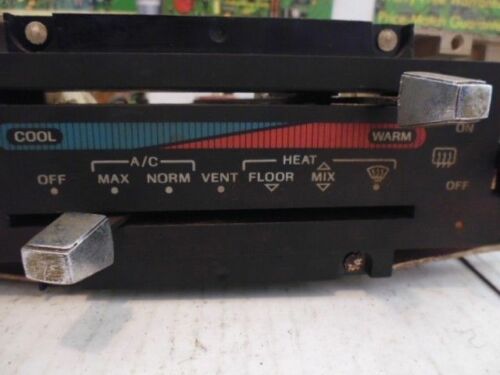 COOL WARM
ON
A/C HEAT
OFF MAX NORM VENT FLOOR MIX
OFF